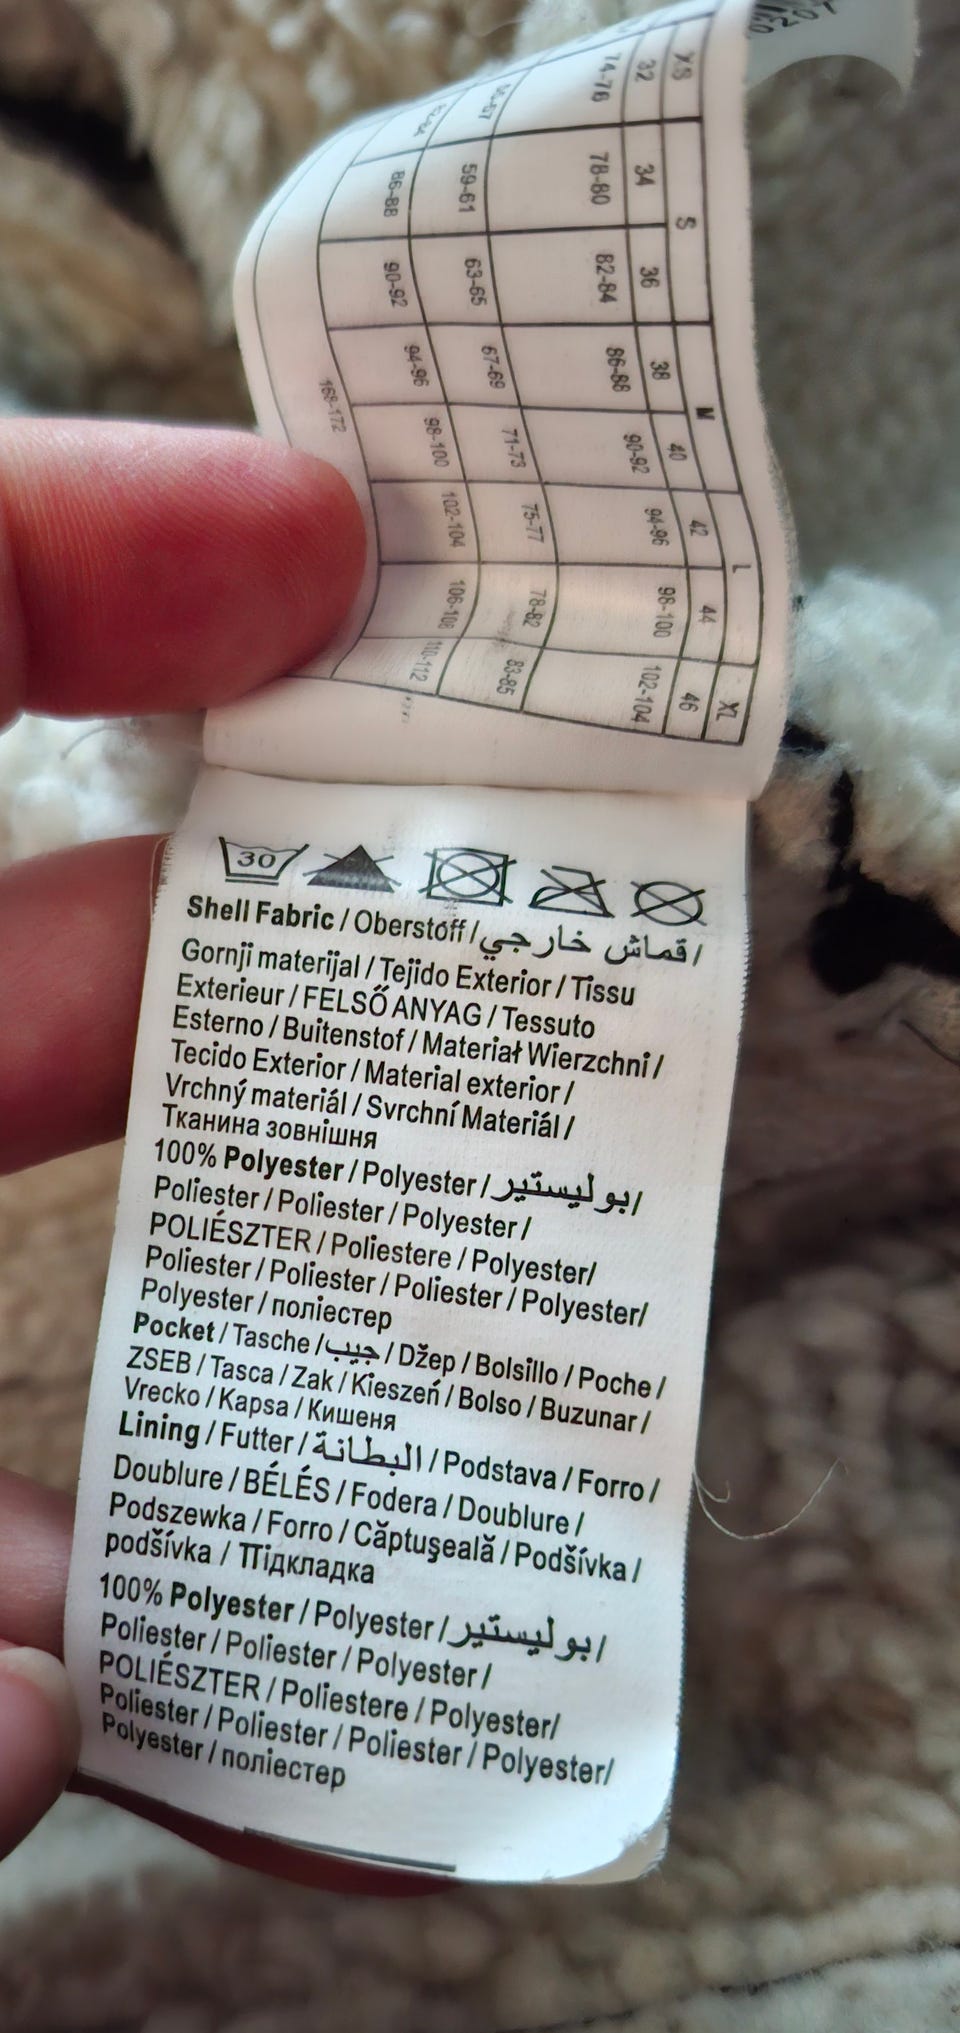 0207
XS S M L XL
32 34 36 38 40 42 44 46
74-76 78-80 82-84 86-88 90-92 94-96 98-100 102-104
59-61 63-65 67-69 71-73 75-77 78-82 83-85
86-88 90-92 94-96 98-100 102-104 106-108 110-112
168-172
30
Shell Fabric / Oberstoff / قماش خارجي /
Gornji materijal / Tejido Exterior / Tissu
Exterieur / FELSŐ ANYAG / Tessuto
Esterno / Buitenstof / Materiał Wierzchni /
Tecido Exterior / Material exterior /
Vrchný materiál / Svrchní Materiál /
Тканина зовнішня
100% Polyester / Polyester / بوليستير /
Poliester / Poliester / Polyester /
POLIÉSZTER / Poliestere / Polyester/
Poliester / Poliester / Poliester / Polyester/
Polyester / поліестер
Pocket / Tasche / جيب / Džep / Bolsillo / Poche /
ZSEB / Tasca / Zak / Kieszeń / Bolso / Buzunar /
Vrecko / Kapsa / Кишеня
Lining / Futter / البطانة / Podstava / Forro /
Doublure / BÉLÉS / Fodera / Doublure /
Podszewka / Forro / Căptuşeală / Podšívka /
podšívka / Підкладка
100% Polyester / Polyester / بوليستير /
Poliester / Poliester / Polyester /
POLIÉSZTER / Poliestere / Polyester/
Poliester / Poliester / Poliester / Polyester/
Polyester / поліестер